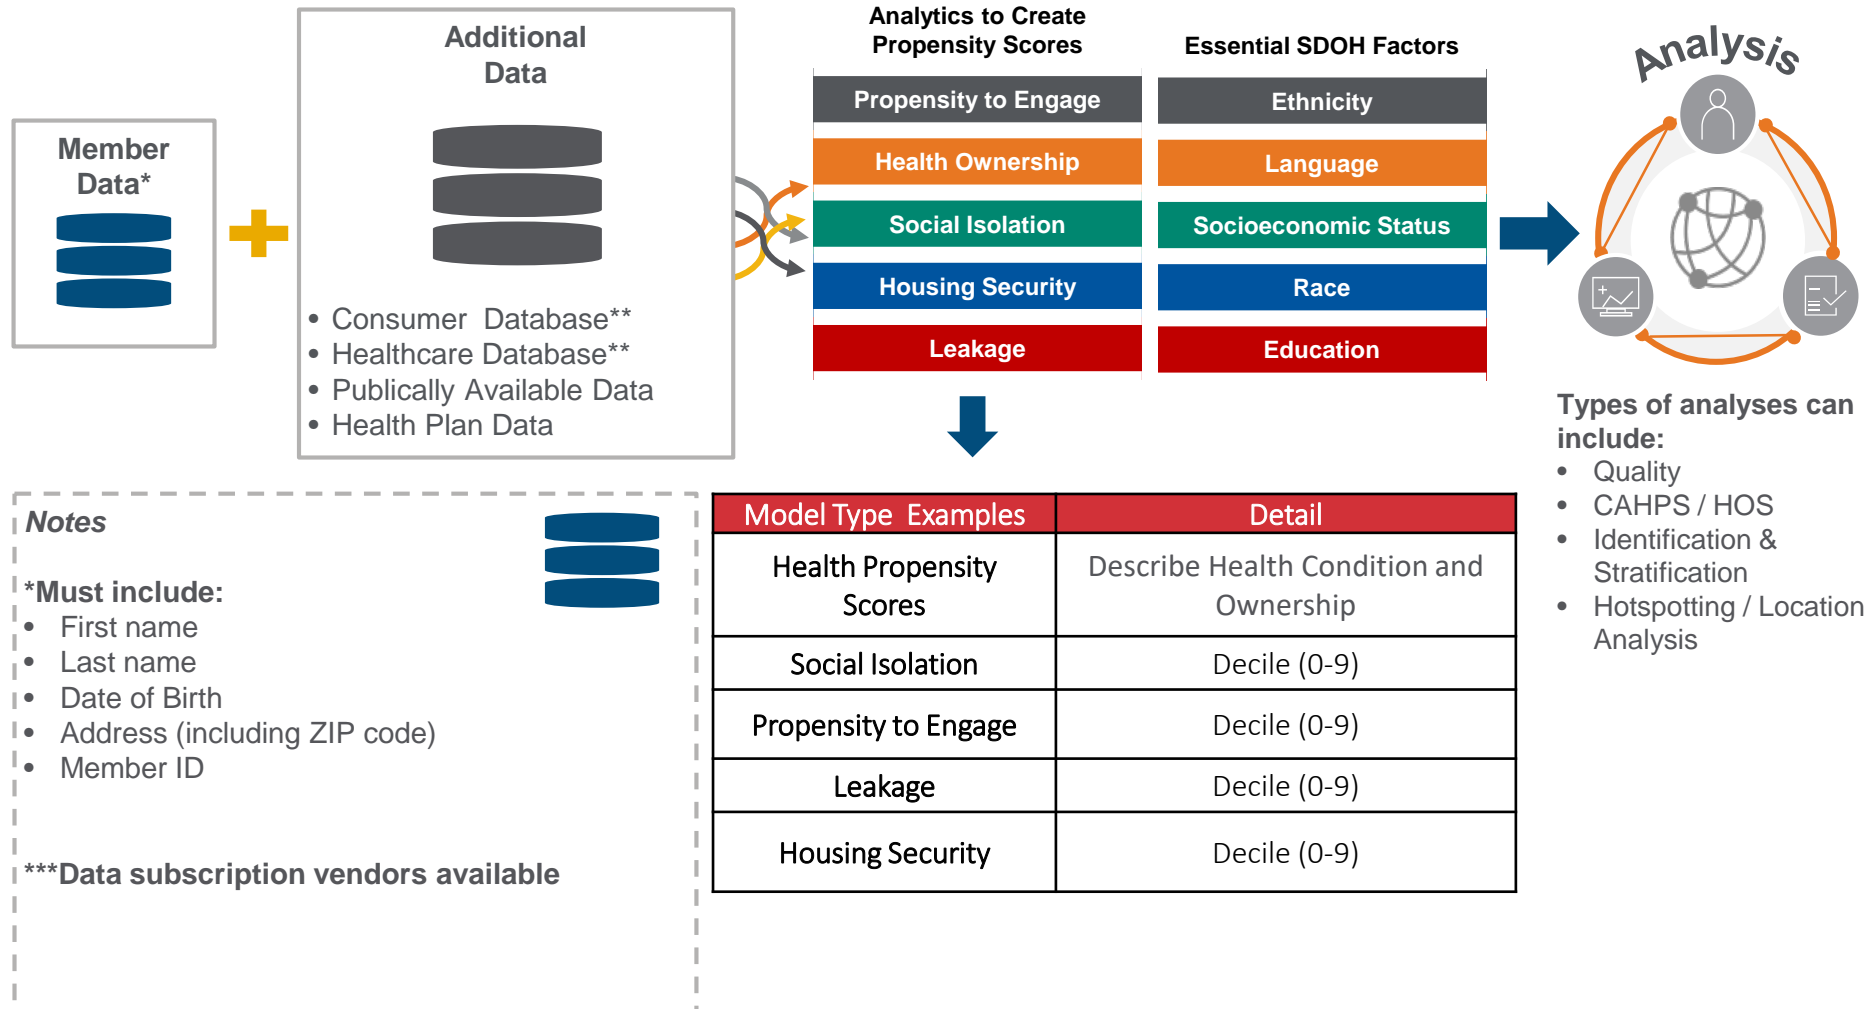 Member
Data*
Additional
Data
• Consumer Database**
• Healthcare Database**
• Publically Available Data
• Health Plan Data
Analytics to Create
Propensity Scores
Propensity to Engage
Health Ownership
Social Isolation
Housing Security
Leakage
Essential SDOH Factors
Ethnicity
Language
Socioeconomic Status
Race
Education
Analysis
Types of analyses can
include:
• Quality
• CAHPS / HOS
• Identification &
Stratification
• Hotspotting / Location
Analysis
Notes
*Must include:
• First name
• Last name
• Date of Birth
• Address (including ZIP code)
• Member ID
***Data subscription vendors available
Model Type Examples Detail
Health Propensity
Scores
Describe Health Condition and
Ownership
Social Isolation Decile (0-9)
Propensity to Engage Decile (0-9)
Leakage Decile (0-9)
Housing Security Decile (0-9)